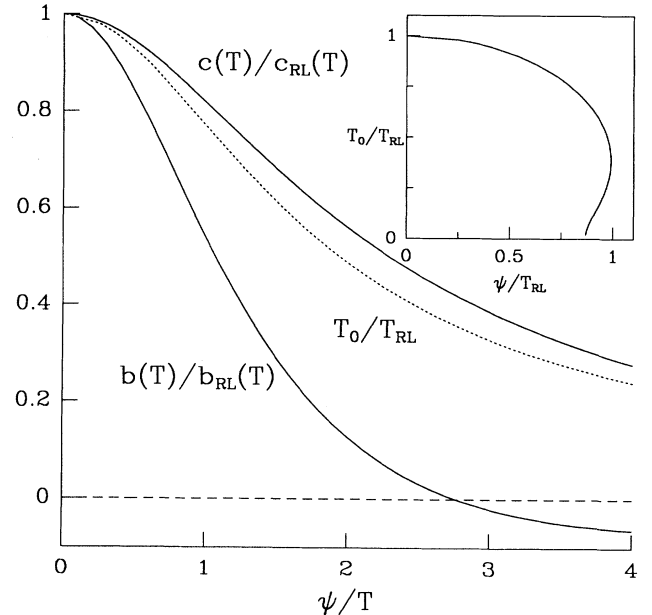 1
0.8
0.6
0.4
0.2
0
0
1
2
3
4
ψ/T
c(T)/c_RL(T)
T_0/T_RL
b(T)/b_RL(T)
1
T_0/T_RL
0
0
0.5
1
ψ/T_RL